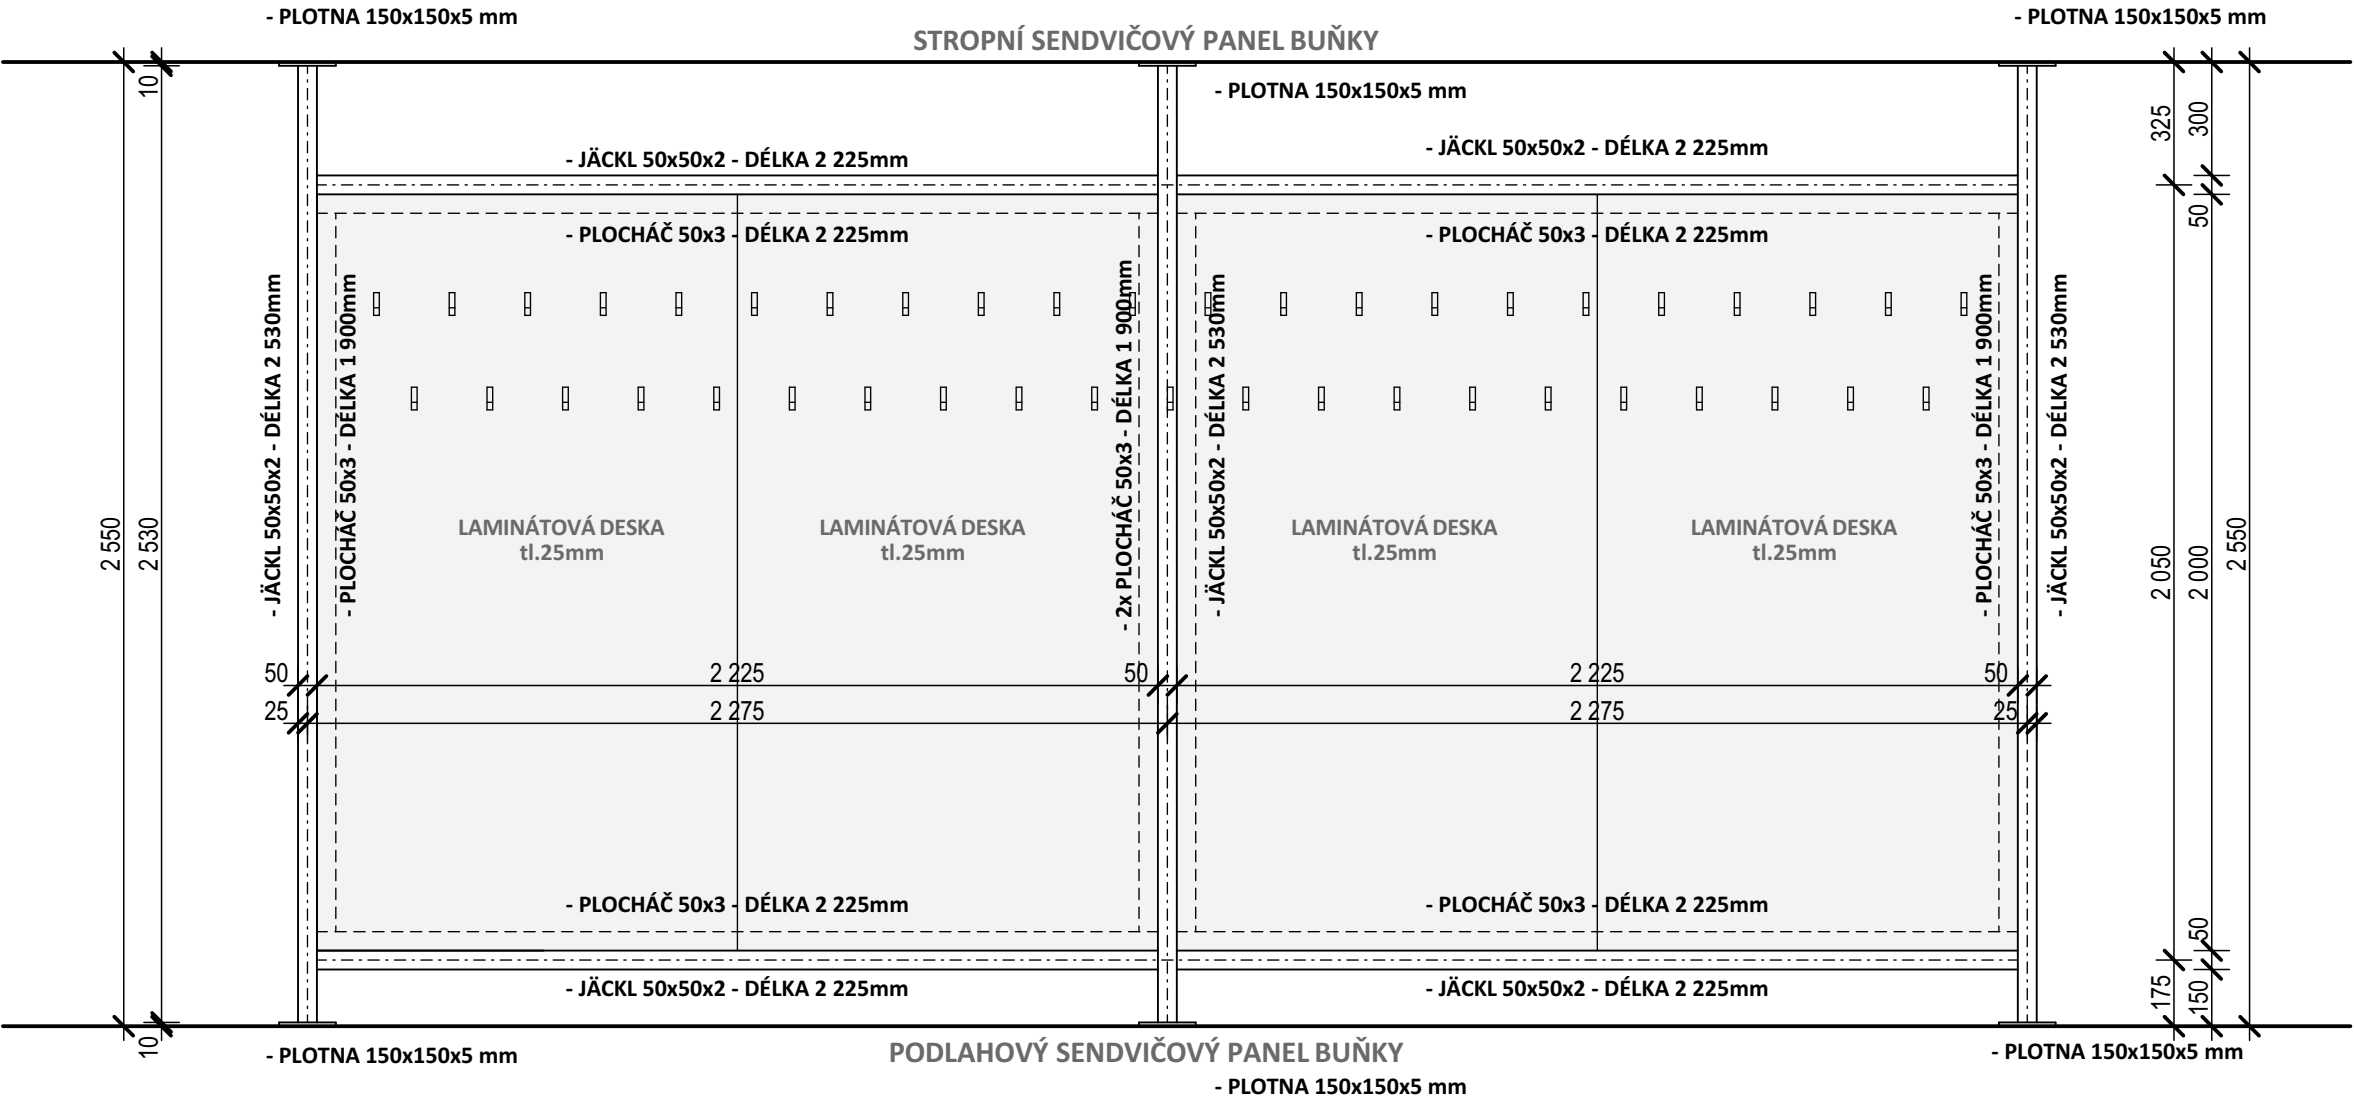 - PLOTNA 150x150x5 mm
- PLOTNA 150x150x5 mm
STROPNÍ SENDVIČOVÝ PANEL BUŇKY
- PLOTNA 150x150x5 mm
10
325
300
- JÄCKL 50x50x2 - DÉLKA 2 225mm
- JÄCKL 50x50x2 - DÉLKA 2 225mm
50
- PLOCHÁČ 50x3 - DÉLKA 2 225mm
- PLOCHÁČ 50x3 - DÉLKA 2 225mm
2 550
2 530
- JÄCKL 50x50x2 - DÉLKA 2 530mm
- PLOCHÁČ 50x3 - DÉLKA 1 900mm
- 2x PLOCHÁČ 50x3 - DÉLKA 1 900mm
- JÄCKL 50x50x2 - DÉLKA 2 530mm
- PLOCHÁČ 50x3 - DÉLKA 1 900mm
- JÄCKL 50x50x2 - DÉLKA 2 530mm
2 050
2 000
2 550
LAMINÁTOVÁ DESKA
tl.25mm
LAMINÁTOVÁ DESKA
tl.25mm
LAMINÁTOVÁ DESKA
tl.25mm
LAMINÁTOVÁ DESKA
tl.25mm
50
2 225
50
2 225
50
25
2 275
2 275
25
- PLOCHÁČ 50x3 - DÉLKA 2 225mm
- PLOCHÁČ 50x3 - DÉLKA 2 225mm
50
- JÄCKL 50x50x2 - DÉLKA 2 225mm
- JÄCKL 50x50x2 - DÉLKA 2 225mm
175
150
10
- PLOTNA 150x150x5 mm
PODLAHOVÝ SENDVIČOVÝ PANEL BUŇKY
- PLOTNA 150x150x5 mm
- PLOTNA 150x150x5 mm